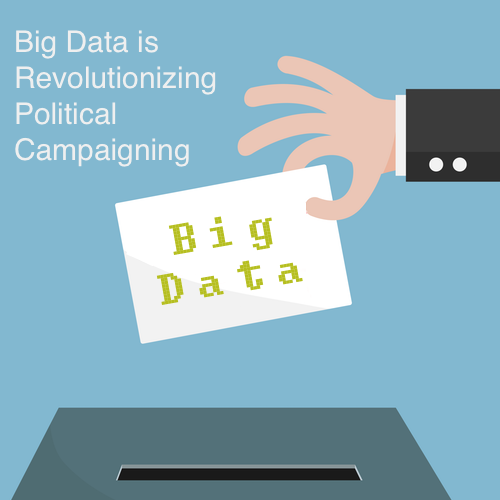 Big Data is
Revolutionizing
Political
Campaigning
Big
Data